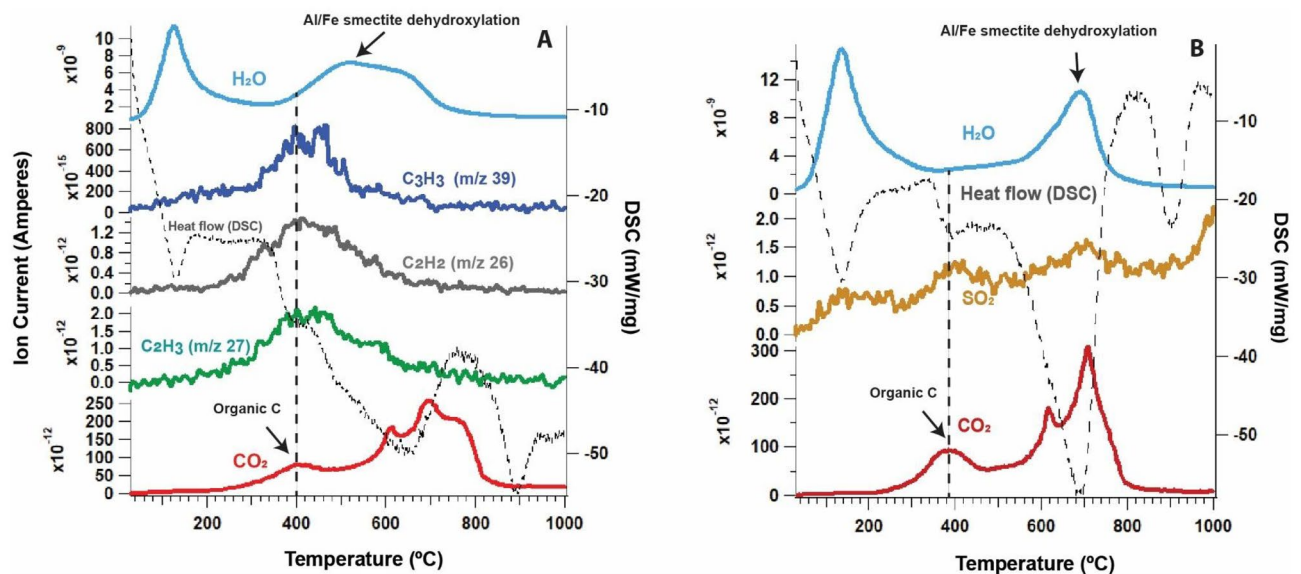 Al/Fe smectite dehydroxylation
A
10
8
6
4
2
x10⁻⁹
H₂O
-10
800
600
400
200
0
x10⁻¹⁵
C₃H₃ (m/z 39)
-20
Ion Current (Amperes)
1.2
0.8
0.4
0.0
x10⁻¹²
Heat flow (DSC)
C₂H₂ (m/z 26)
-30
DSC (mW/mg)
2.0
1.0
0.0
x10⁻¹²
C₂H₃ (m/z 27)
-40
250
200
150
100
50
0
x10⁻¹²
Organic C
CO₂
-50
200
400
600
800
1000
Temperature (ºC)
Al/Fe smectite dehydroxylation
B
12
8
4
0
x10⁻⁹
H₂O
-10
Heat flow (DSC)
-20
2.0
1.5
1.0
0.5
0.0
x10⁻¹²
SO₂
-30
DSC (mW/mg)
-40
300
200
100
0
x10⁻¹²
Organic C
CO₂
-50
200
400
600
800
1000
Temperature (ºC)